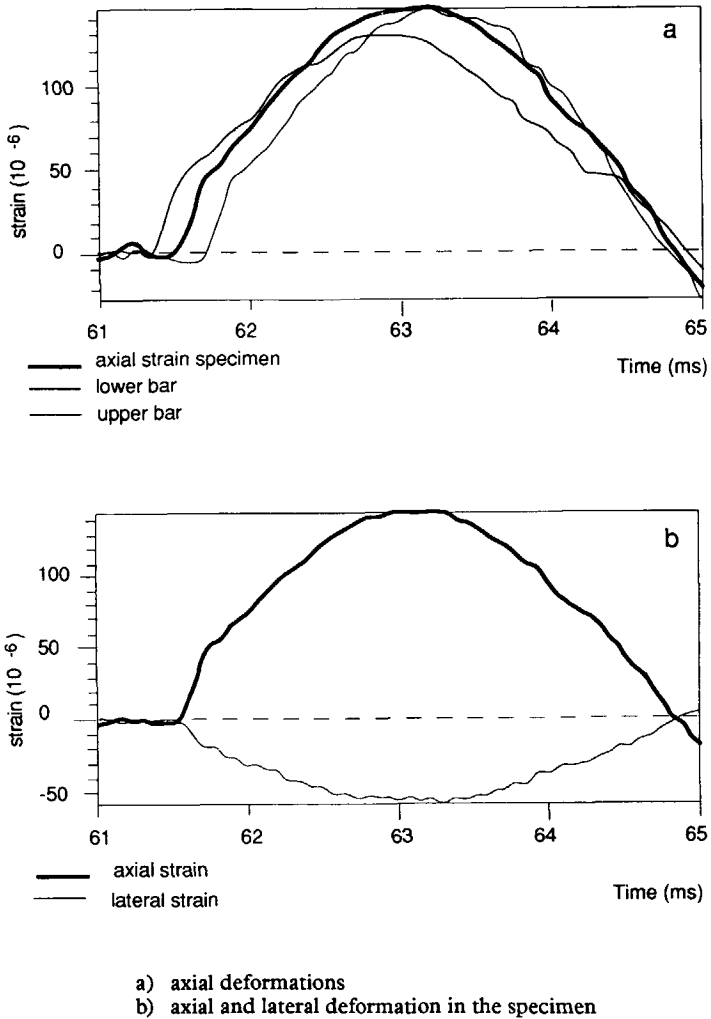 a
100
50
0
strain (10 -6)
61 62 63 64 65
axial strain specimen
Time (ms)
lower bar
upper bar
b
100
50
0
-50
strain (10 -6)
61 62 63 64 65
axial strain
lateral strain
Time (ms)
a) axial deformations
b) axial and lateral deformation in the specimen